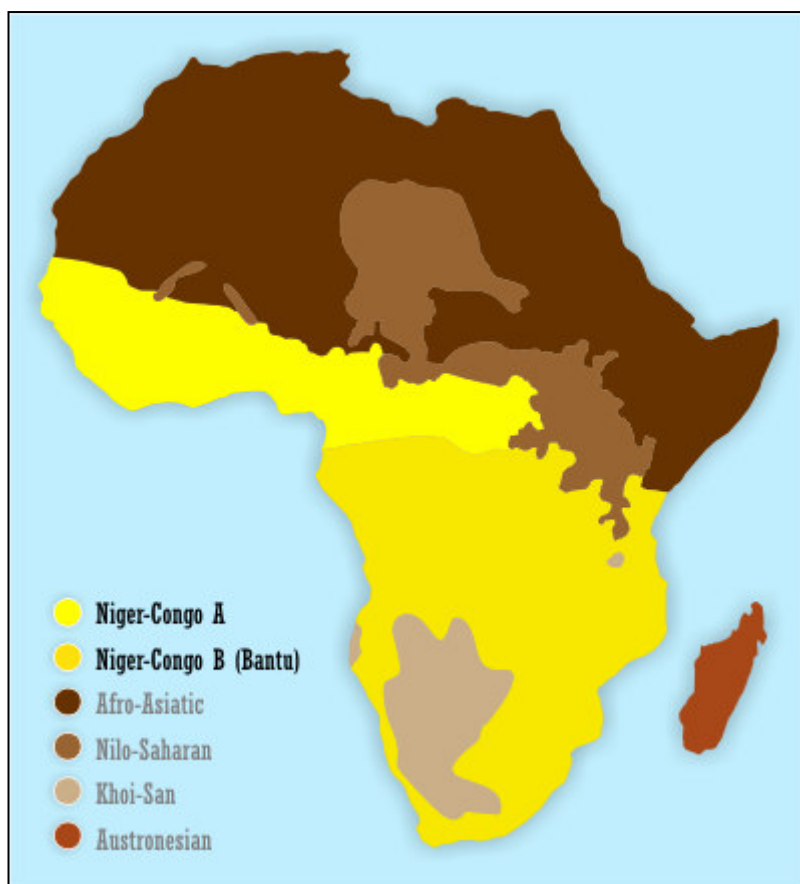 Niger-Congo A
Niger-Congo B (Bantu)
Afro-Asiatic
Nilo-Saharan
Khoi-San
Austronesian